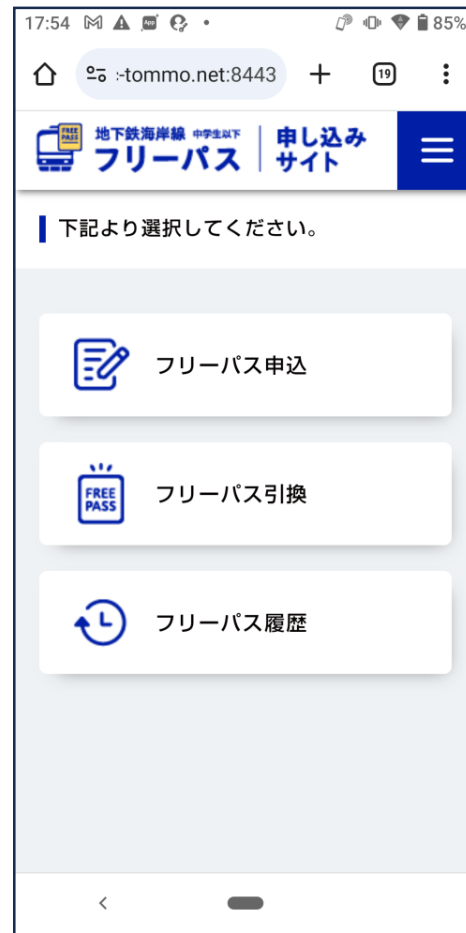 17:54 85%
:-tommo.net:8443 19
FREE PASS
地下鉄海岸線 中学生以下 フリーパス 申し込みサイト
下記より選択してください。
フリーパス申込
FREE PASS
フリーパス引換
フリーパス履歴